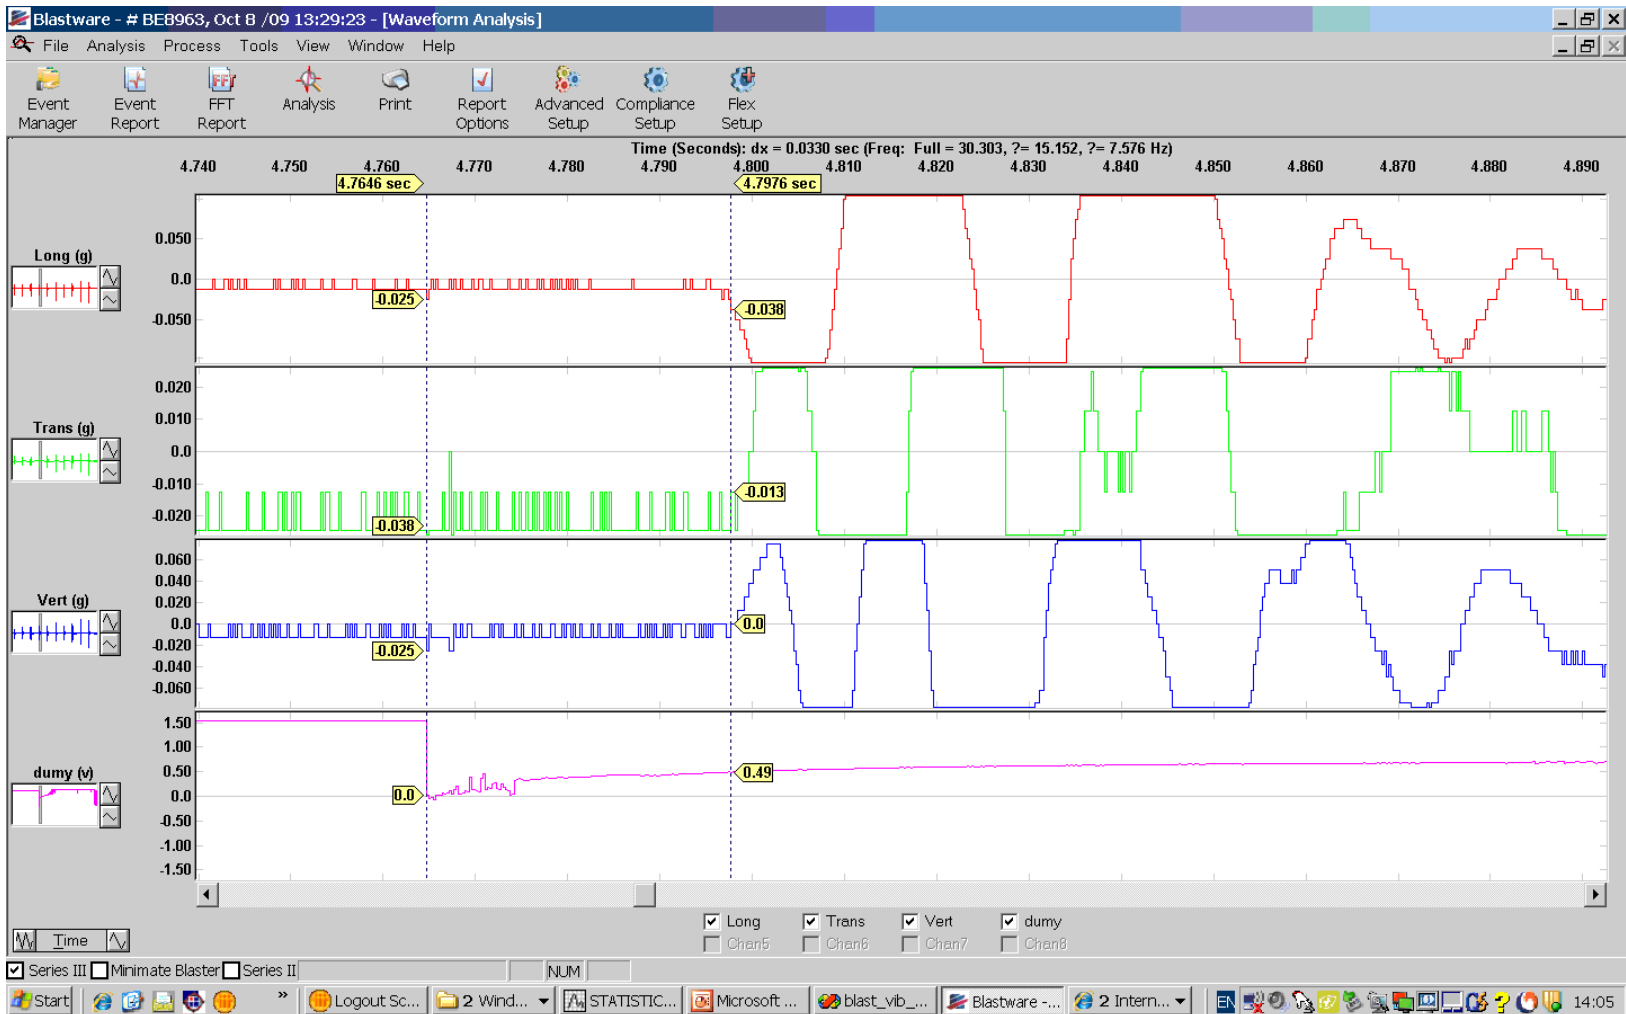 Blastware - # BE8963, Oct 8 /09 13:29:23 - [Waveform Analysis]
File Analysis Process Tools View Window Help
Event Manager
Event Report
FFT Report
Analysis
Print
Report Options
Advanced Setup
Compliance Setup
Flex Setup
Time (Seconds): dx = 0.0330 sec (Freq: Full = 30.303, ?= 15.152, ?= 7.576 Hz)
4.740 4.750 4.760 4.770 4.780 4.790 4.800 4.810 4.820 4.830 4.840 4.850 4.860 4.870 4.880 4.890
4.7646 sec 4.7976 sec
Long (g)
0.050
0.0
-0.050
-0.025
-0.038
Trans (g)
0.020
0.010
0.0
-0.010
-0.020
-0.038
-0.013
Vert (g)
0.060
0.040
0.020
0.0
-0.020
-0.040
-0.060
-0.025
0.0
dumy (v)
1.50
1.00
0.50
0.0
-0.50
-1.00
-1.50
0.0
0.49
Long Trans Vert dumy
Chan5 Chan6 Chan7 Chan8
Time
Series III Minimate Blaster Series II NUM
Start » Logout Sc... 2 Wind... STATISTIC... Microsoft ... blast_vib_... Blastware -... 2 Intern... EN 14:05